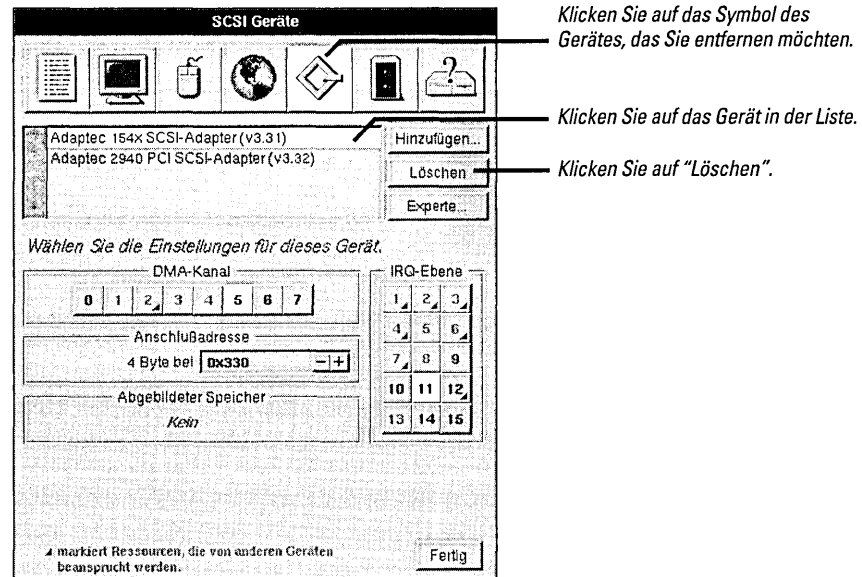 SCSI Geräte
Klicken Sie auf das Symbol des
Gerätes, das Sie entfernen möchten.
?
Klicken Sie auf das Gerät in der Liste.
Adaptec 154x SCSI-Adapter (v3.31)
Adaptec 2940 PCI SCSI-Adapter (v3.32)
Hinzufügen...
Löschen
Klicken Sie auf "Löschen".
Experte...
Wählen Sie die Einstellungen für dieses Gerät.
DMA-Kanal
0 1 2 3 4 5 6 7
IRQ-Ebene
1 2 3
4 5 6
7 8 9
10 11 12
13 14 15
Anschlußadresse
4 Byte bei 0x330 - +
Abgebildeter Speicher
Kein
markiert Ressourcen, die von anderen Geräten
beansprucht werden.
Fertig